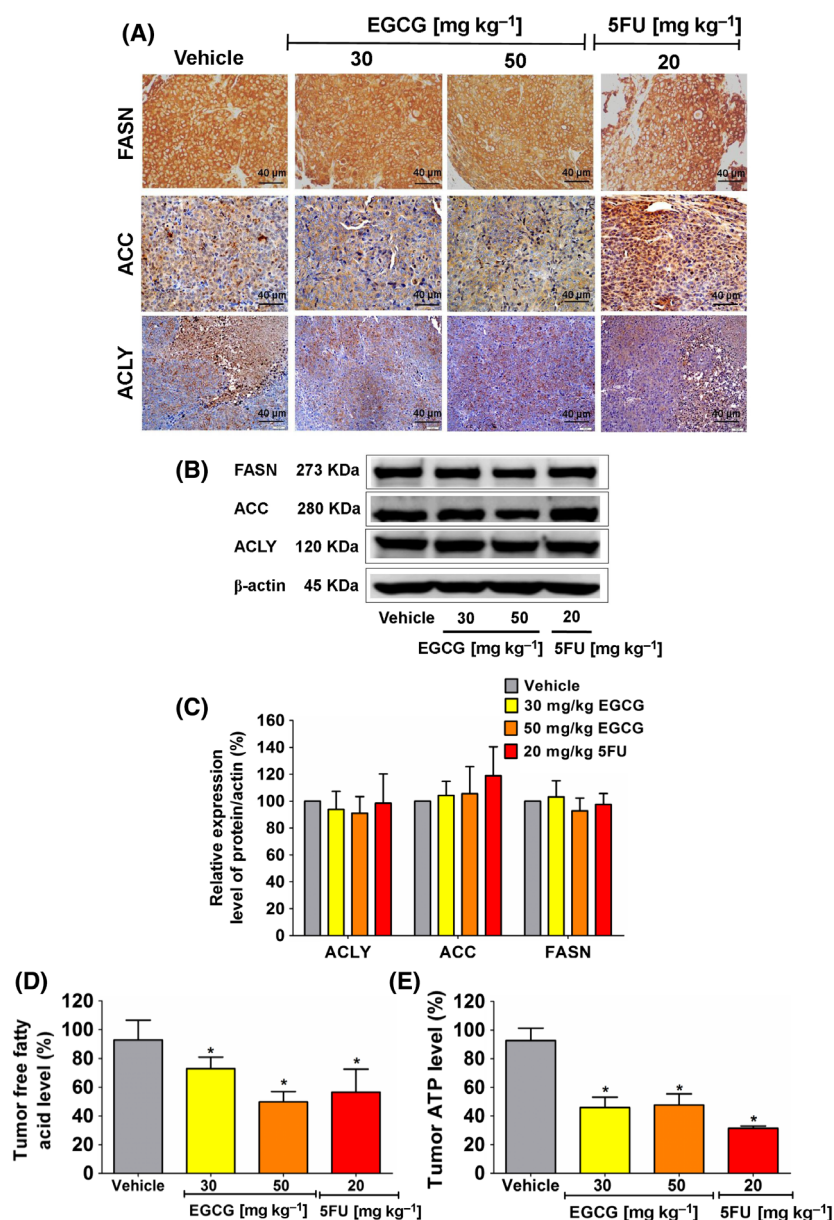 (A)
EGCG [mg kg–1]
5FU [mg kg–1]
Vehicle
30
50
20
FASN
40 μm
40 μm
40 μm
40 μm
ACC
40 μm
40 μm
40 μm
40 μm
ACLY
40 μm
40 μm
40 μm
40 μm
(B)
FASN 273 KDa
ACC 280 KDa
ACLY 120 KDa
β-actin 45 KDa
Vehicle 30 50 20
EGCG [mg kg–1] 5FU [mg kg–1]
(C)
Vehicle
30 mg/kg EGCG
50 mg/kg EGCG
20 mg/kg 5FU
Relative expression
level of protein/actin (%)
160
140
120
100
80
60
40
20
0
ACLY ACC FASN
(D)
Tumor free fatty
acid level (%)
120
100
80
60
40
20
0
*
*
*
Vehicle 30 50 20
EGCG [mg kg–1] 5FU [mg kg–1]
(E)
Tumor ATP level (%)
120
100
80
60
40
20
0
*
*
*
Vehicle 30 50 20
EGCG [mg kg–1] 5FU [mg kg–1]